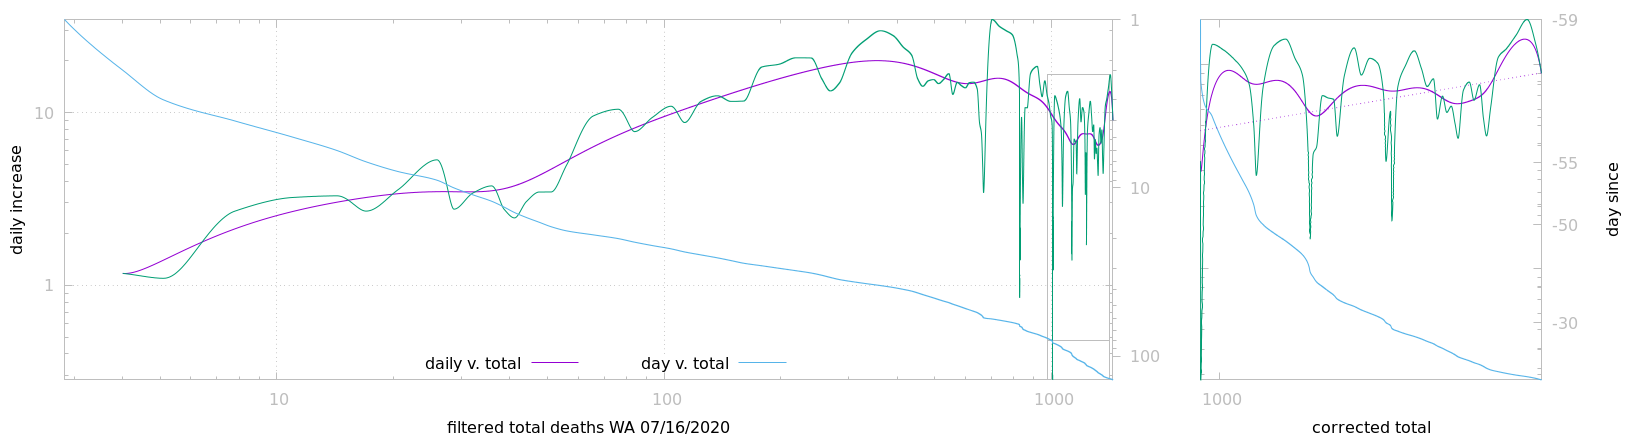 1
-59
10
daily increase
-55
10
day since
-50
1
-30
daily v. total
day v. total
100
10
100
1000
1000
filtered total deaths WA 07/16/2020
corrected total